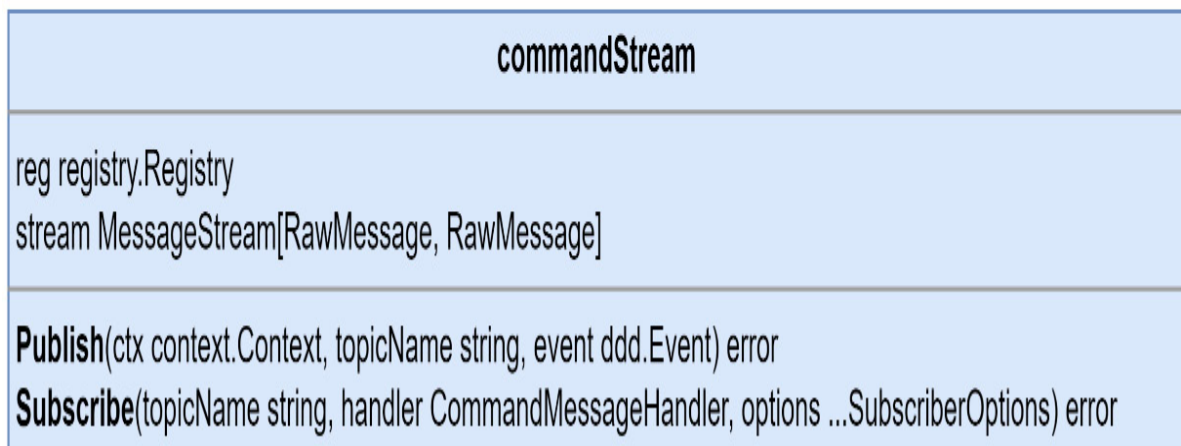 commandStream
reg registry.Registry
stream MessageStream[RawMessage, RawMessage]
Publish(ctx context.Context, topicName string, event ddd.Event) error
Subscribe(topicName string, handler CommandMessageHandler, options ...SubscriberOptions) error